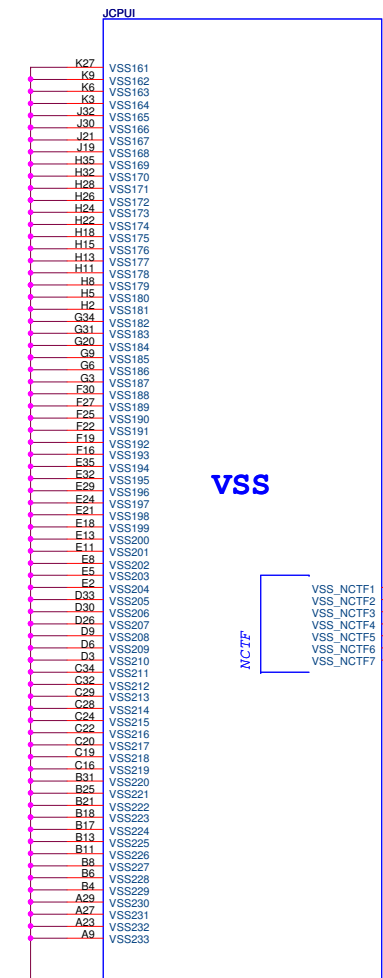 JCPUI
K27 VSS161
K9 VSS162
K6 VSS163
K3 VSS164
J32 VSS165
J30 VSS166
J21 VSS167
J19 VSS168
H35 VSS169
H32 VSS170
H28 VSS171
H26 VSS172
H24 VSS173
H22 VSS174
H18 VSS175
H15 VSS176
H13 VSS177
H11 VSS178
H8 VSS179
H5 VSS180
H2 VSS181
G34 VSS182
G31 VSS183
G20 VSS184
G9 VSS185
G6 VSS186
G3 VSS187
F30 VSS188
F27 VSS189
F25 VSS190
F22 VSS191
F19 VSS192
F16 VSS193
E35 VSS194
E32 VSS195
E29 VSS196
E24 VSS197
E21 VSS198
E18 VSS199
E13 VSS200
E11 VSS201
E8 VSS202
E5 VSS203
E2 VSS204
D33 VSS205
D30 VSS206
D26 VSS207
D9 VSS208
D6 VSS209
D3 VSS210
C34 VSS211
C32 VSS212
C29 VSS213
C28 VSS214
C24 VSS215
C22 VSS216
C20 VSS217
C19 VSS218
C16 VSS219
B31 VSS220
B25 VSS221
B21 VSS222
B18 VSS223
B17 VSS224
B13 VSS225
B11 VSS226
B8 VSS227
B6 VSS228
B4 VSS229
A29 VSS230
A27 VSS231
A23 VSS232
A9 VSS233
VSS
NCTF
VSS_NCTF1
VSS_NCTF2
VSS_NCTF3
VSS_NCTF4
VSS_NCTF5
VSS_NCTF6
VSS_NCTF7